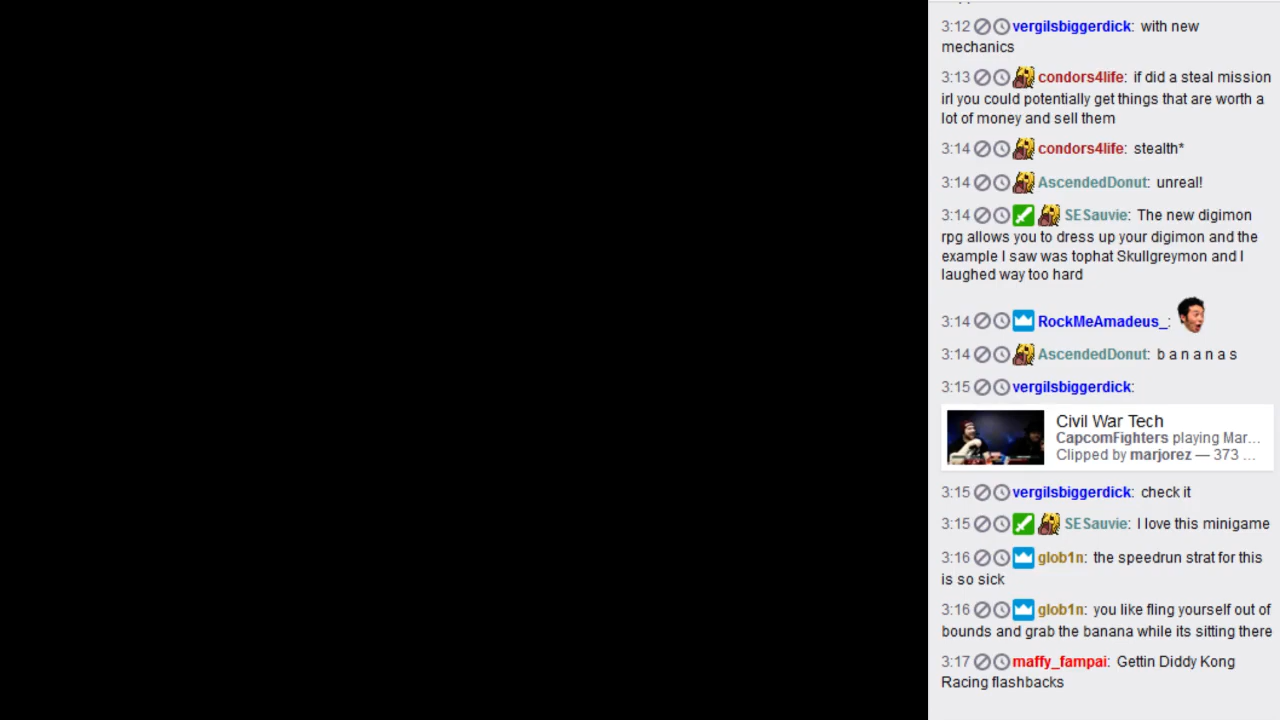 3:12 vergilsbiggerdick: with new
mechanics
3:13 condors4life: if did a steal mission
irl you could potentially get things that are worth a
lot of money and sell them
3:14 condors4life: stealth*
3:14 AscendedDonut: unreal!
3:14 SESauvie: The new digimon
rpg allows you to dress up your digimon and the
example I saw was tophat Skullgreymon and I
laughed way too hard
3:14 RockMeAmadeus_:
3:14 AscendedDonut: b a n a n a s
3:15 vergilsbiggerdick:
Civil War Tech
CapcomFighters playing Mar...
Clipped by marjorez — 373 ...
3:15 vergilsbiggerdick: check it
3:15 SESauvie: I love this minigame
3:16 glob1n: the speedrun strat for this
is so sick
3:16 glob1n: you like fling yourself out of
bounds and grab the banana while its sitting there
3:17 maffy_fampai: Gettin Diddy Kong
Racing flashbacks